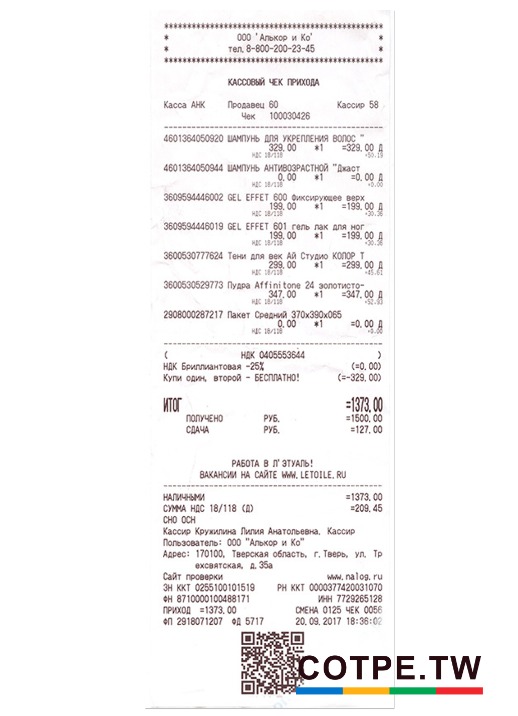 ****************************************
* ООО 'Алькор и Ко' *
* тел. 8-800-200-23-45 *
****************************************
КАССОВЫЙ ЧЕК ПРИХОДА
Касса АНК Продавец 60 Кассир 58
Чек 100030426
4601364050920 ШАМПУНЬ ДЛЯ УКРЕПЛЕНИЯ ВОЛОС "
329,00 *1 =329,00 Д
НДС 18/118 =50.19
4601364050944 ШАМПУНЬ АНТИВОЗРАСТНОЙ "Джаст
0,00 *1 =0,00 Д
НДС 18/118 =0.00
3609594446002 GEL EFFET 600 Фиксирующее верх
199,00 *1 =199,00 Д
НДС 18/118 =30.36
3609594446019 GEL EFFET 601 гель лак для ног
199,00 *1 =199,00 Д
НДС 18/118 =30.36
3600530777624 Тени для век Ай Студио КОЛОР Т
299,00 *1 =299,00 Д
НДС 18/118 =45.61
3600530529773 Пудра Affinitone 24 золотисто-
347,00 *1 =347,00 Д
НДС 18/118 =52.93
2908000287217 Пакет Средний 370х390х065
0,00 *1 =0,00 Д
НДС 18/118 =0.00
( НДК 0405553644 )
НДК Бриллиантовая -25% (=0,00)
Купи один, второй - БЕСПЛАТНО! (=-329,00)
ИТОГ =1373,00
ПОЛУЧЕНО РУБ. =1500,00
СДАЧА РУБ. =127,00
РАБОТА В Л'ЭТУАЛЬ!
ВАКАНСИИ НА САЙТЕ WWW.LETOILE.RU
НАЛИЧНЫМИ =1373,00
СУММА НДС 18/118 (Д) =209,45
СНО ОСН
Кассир Кружилина Лилия Анатольевна, Кассир
Пользователь: ООО "Алькор и Ко"
Адрес: 170100, Тверская область, г.Тверь, ул. Тр
ехсвятская, д.35а
Сайт проверки www.nalog.ru
ЗН ККТ 0255100101519 РН ККТ 0000377420031070
ФН 8710000100488171 ИНН 7729265128
ПРИХОД =1373,00 СМЕНА 0125 ЧЕК 0056
ФП 2918071207 ФД 5717 20.09.2017 18:36:02
COTPE.TW